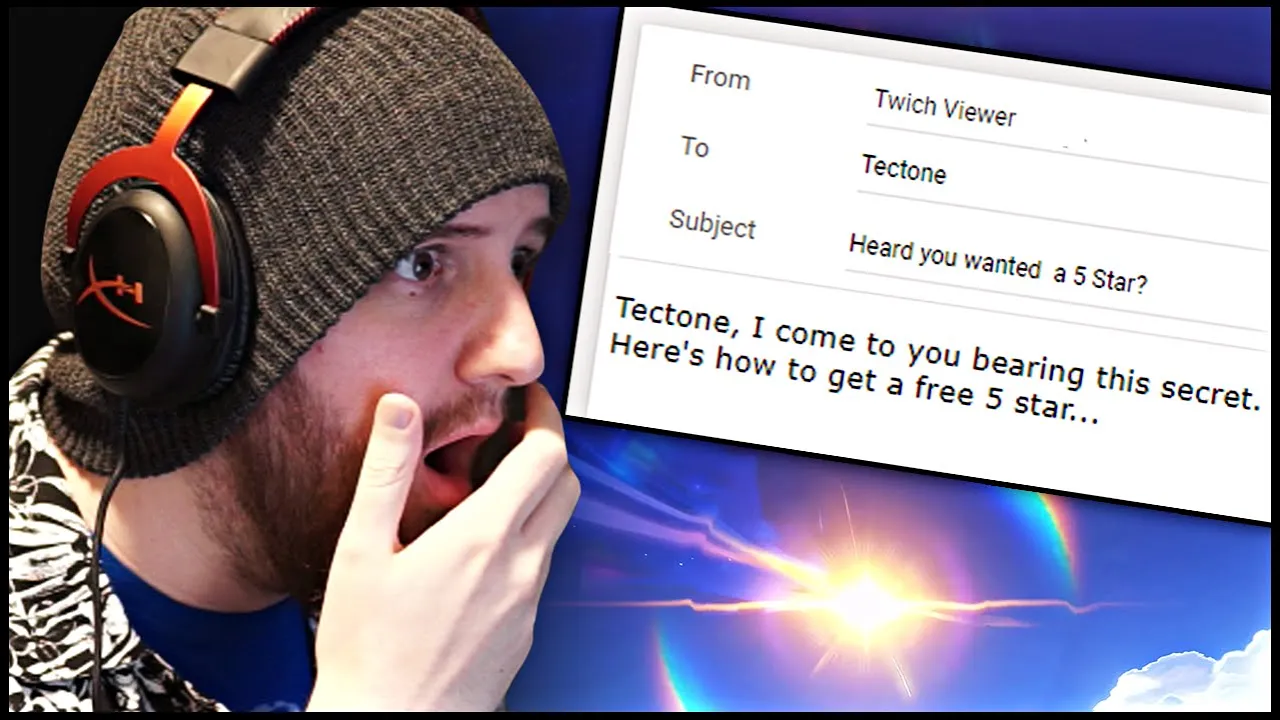 From
Twich Viewer
To
Tectone
Subject
Heard you wanted  a 5 Star?
Tectone, I come to you bearing this secret.
Here's how to get a free 5 star...